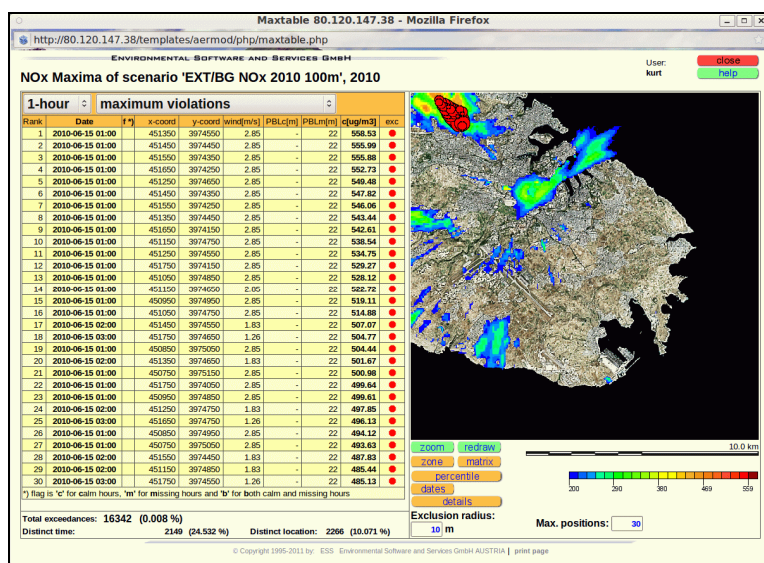 Maxtable 80.120.147.38 - Mozilla Firefox
http://80.120.147.38/templates/aermod/php/maxtable.php
ENVIRONMENTAL SOFTWARE AND SERVICES GMBH
User: kurt
close
help
NOx Maxima of scenario 'EXT/BG NOx 2010 100m', 2010
1-hour maximum violations
Rank Date f *) x-coord y-coord wind[m/s] PBLc[m] PBLm[m] c[ug/m3] exc
1 2010-06-15 01:00 451350 3974550 2.85 - 22 558.53
2 2010-06-15 01:00 451450 3974450 2.85 - 22 555.99
3 2010-06-15 01:00 451550 3974350 2.85 - 22 555.88
4 2010-06-15 01:00 451650 3974250 2.85 - 22 552.73
5 2010-06-15 01:00 451250 3974650 2.85 - 22 549.48
6 2010-06-15 01:00 451450 3974350 2.85 - 22 547.82
7 2010-06-15 01:00 451550 3974250 2.85 - 22 546.06
8 2010-06-15 01:00 451350 3974450 2.85 - 22 543.44
9 2010-06-15 01:00 451650 3974150 2.85 - 22 542.61
10 2010-06-15 01:00 451150 3974750 2.85 - 22 538.54
11 2010-06-15 01:00 451250 3974550 2.85 - 22 534.75
12 2010-06-15 01:00 451750 3974150 2.85 - 22 529.27
13 2010-06-15 01:00 451050 3974850 2.85 - 22 528.12
14 2010-06-15 01:00 451150 3974650 2.85 - 22 522.72
15 2010-06-15 01:00 450950 3974950 2.85 - 22 519.11
16 2010-06-15 01:00 451050 3974750 2.85 - 22 514.88
17 2010-06-15 02:00 451450 3974550 1.83 - 22 507.07
18 2010-06-15 03:00 451750 3974650 1.26 - 22 504.77
19 2010-06-15 01:00 450850 3975050 2.85 - 22 504.44
20 2010-06-15 02:00 451350 3974650 1.83 - 22 501.67
21 2010-06-15 01:00 450750 3975150 2.85 - 22 500.98
22 2010-06-15 01:00 451750 3974050 2.85 - 22 499.64
23 2010-06-15 01:00 450950 3974850 2.85 - 22 499.61
24 2010-06-15 02:00 451250 3974750 1.83 - 22 497.85
25 2010-06-15 03:00 451650 3974750 1.26 - 22 496.13
26 2010-06-15 01:00 450850 3974950 2.85 - 22 494.12
27 2010-06-15 01:00 450750 3975050 2.85 - 22 493.63
28 2010-06-15 02:00 451550 3974450 1.83 - 22 487.83
29 2010-06-15 02:00 451150 3974850 1.83 - 22 485.44
30 2010-06-15 03:00 451750 3974550 1.26 - 22 485.13
*) flag is 'c' for calm hours, 'm' for missing hours and 'b' for both calm and missing hours
Total exceedances: 16342 (0.008 %)
Distinct time: 2149 (24.532 %) Distinct location: 2266 (10.071 %)
zoom redraw
10.0 km
zone matrix
percentile
dates
details
200 290 380 469 559
Exclusion radius:
10 m
Max. positions: 30
© Copyright 1995-2011 by: ESS Environmental Software and Services GmbH AUSTRIA | print page